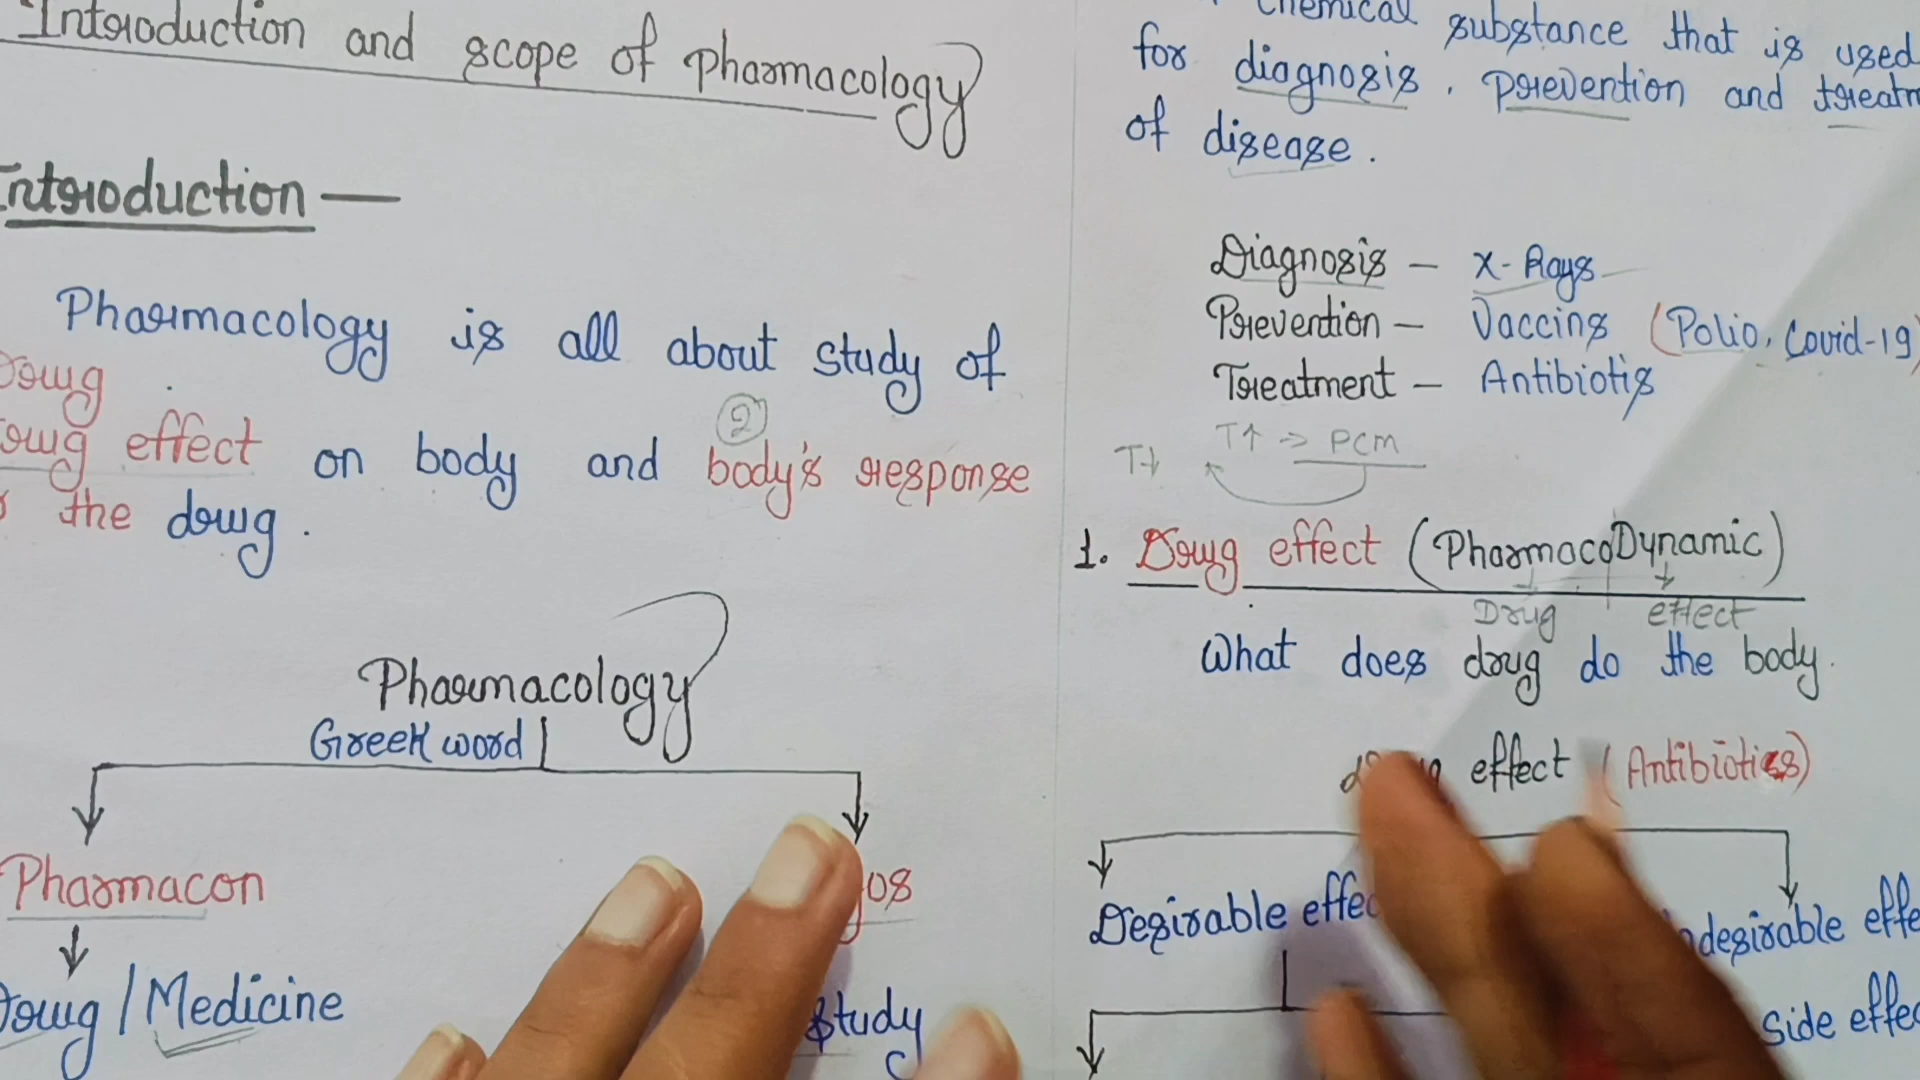 Introduction and scope of pharmacology
Introduction —
Pharmacology is all about study of
Drug
effect on body and body's response
2
the drug.
Pharmacology
Greek word
Pharmacon
Drug / Medicine
Study
Chemical substance that is used
for diagnosis, prevention and
of disease.
Diagnosis - X-Rays
Prevention - Vaccins (Polio, Covid-19)
Treatment - Antibiotis
T↓ T↑ -> PCM
1. Drug effect (PharmacoDynamic)
Drug effect
What does drug do the body.
effect (Antibiotics)
Desirable
Side